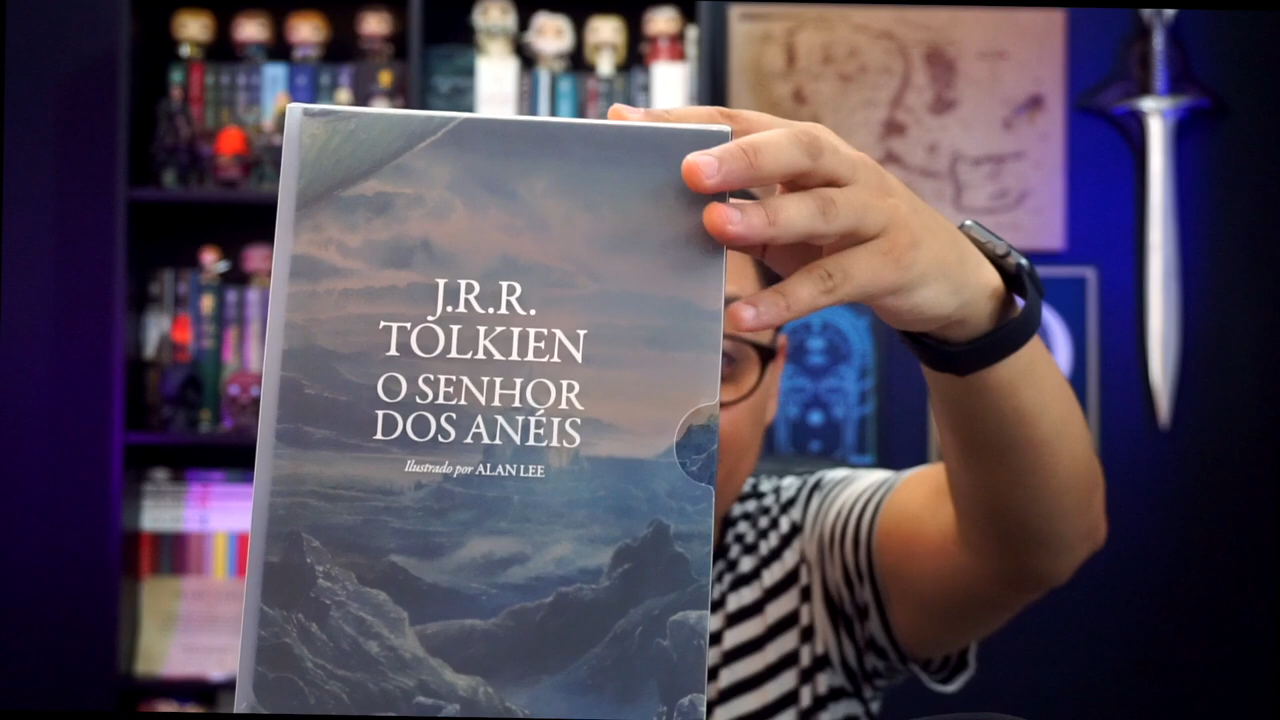 J.R.R.
TOLKIEN
O SENHOR
DOS ANÉIS
Ilustrado por ALAN LEE